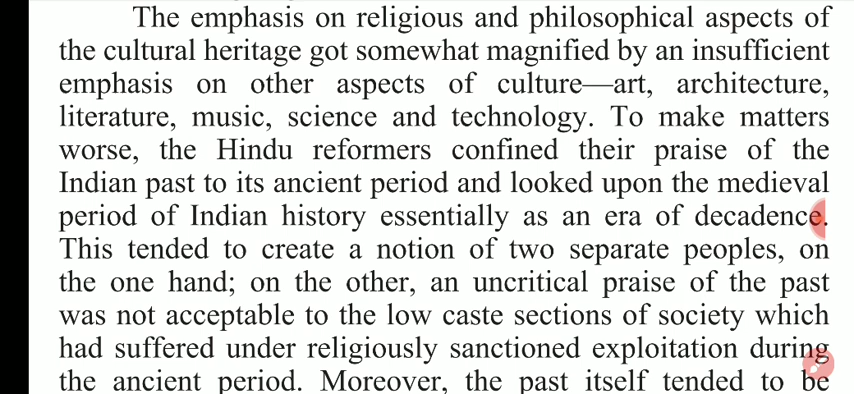 The emphasis on religious and philosophical aspects of
the cultural heritage got somewhat magnified by an insufficient
emphasis on other aspects of culture—art, architecture,
literature, music, science and technology. To make matters
worse, the Hindu reformers confined their praise of the
Indian past to its ancient period and looked upon the medieval
period of Indian history essentially as an era of decadence.
This tended to create a notion of two separate peoples, on
the one hand; on the other, an uncritical praise of the past
was not acceptable to the low caste sections of society which
had suffered under religiously sanctioned exploitation during
the ancient period. Moreover, the past itself tended to be